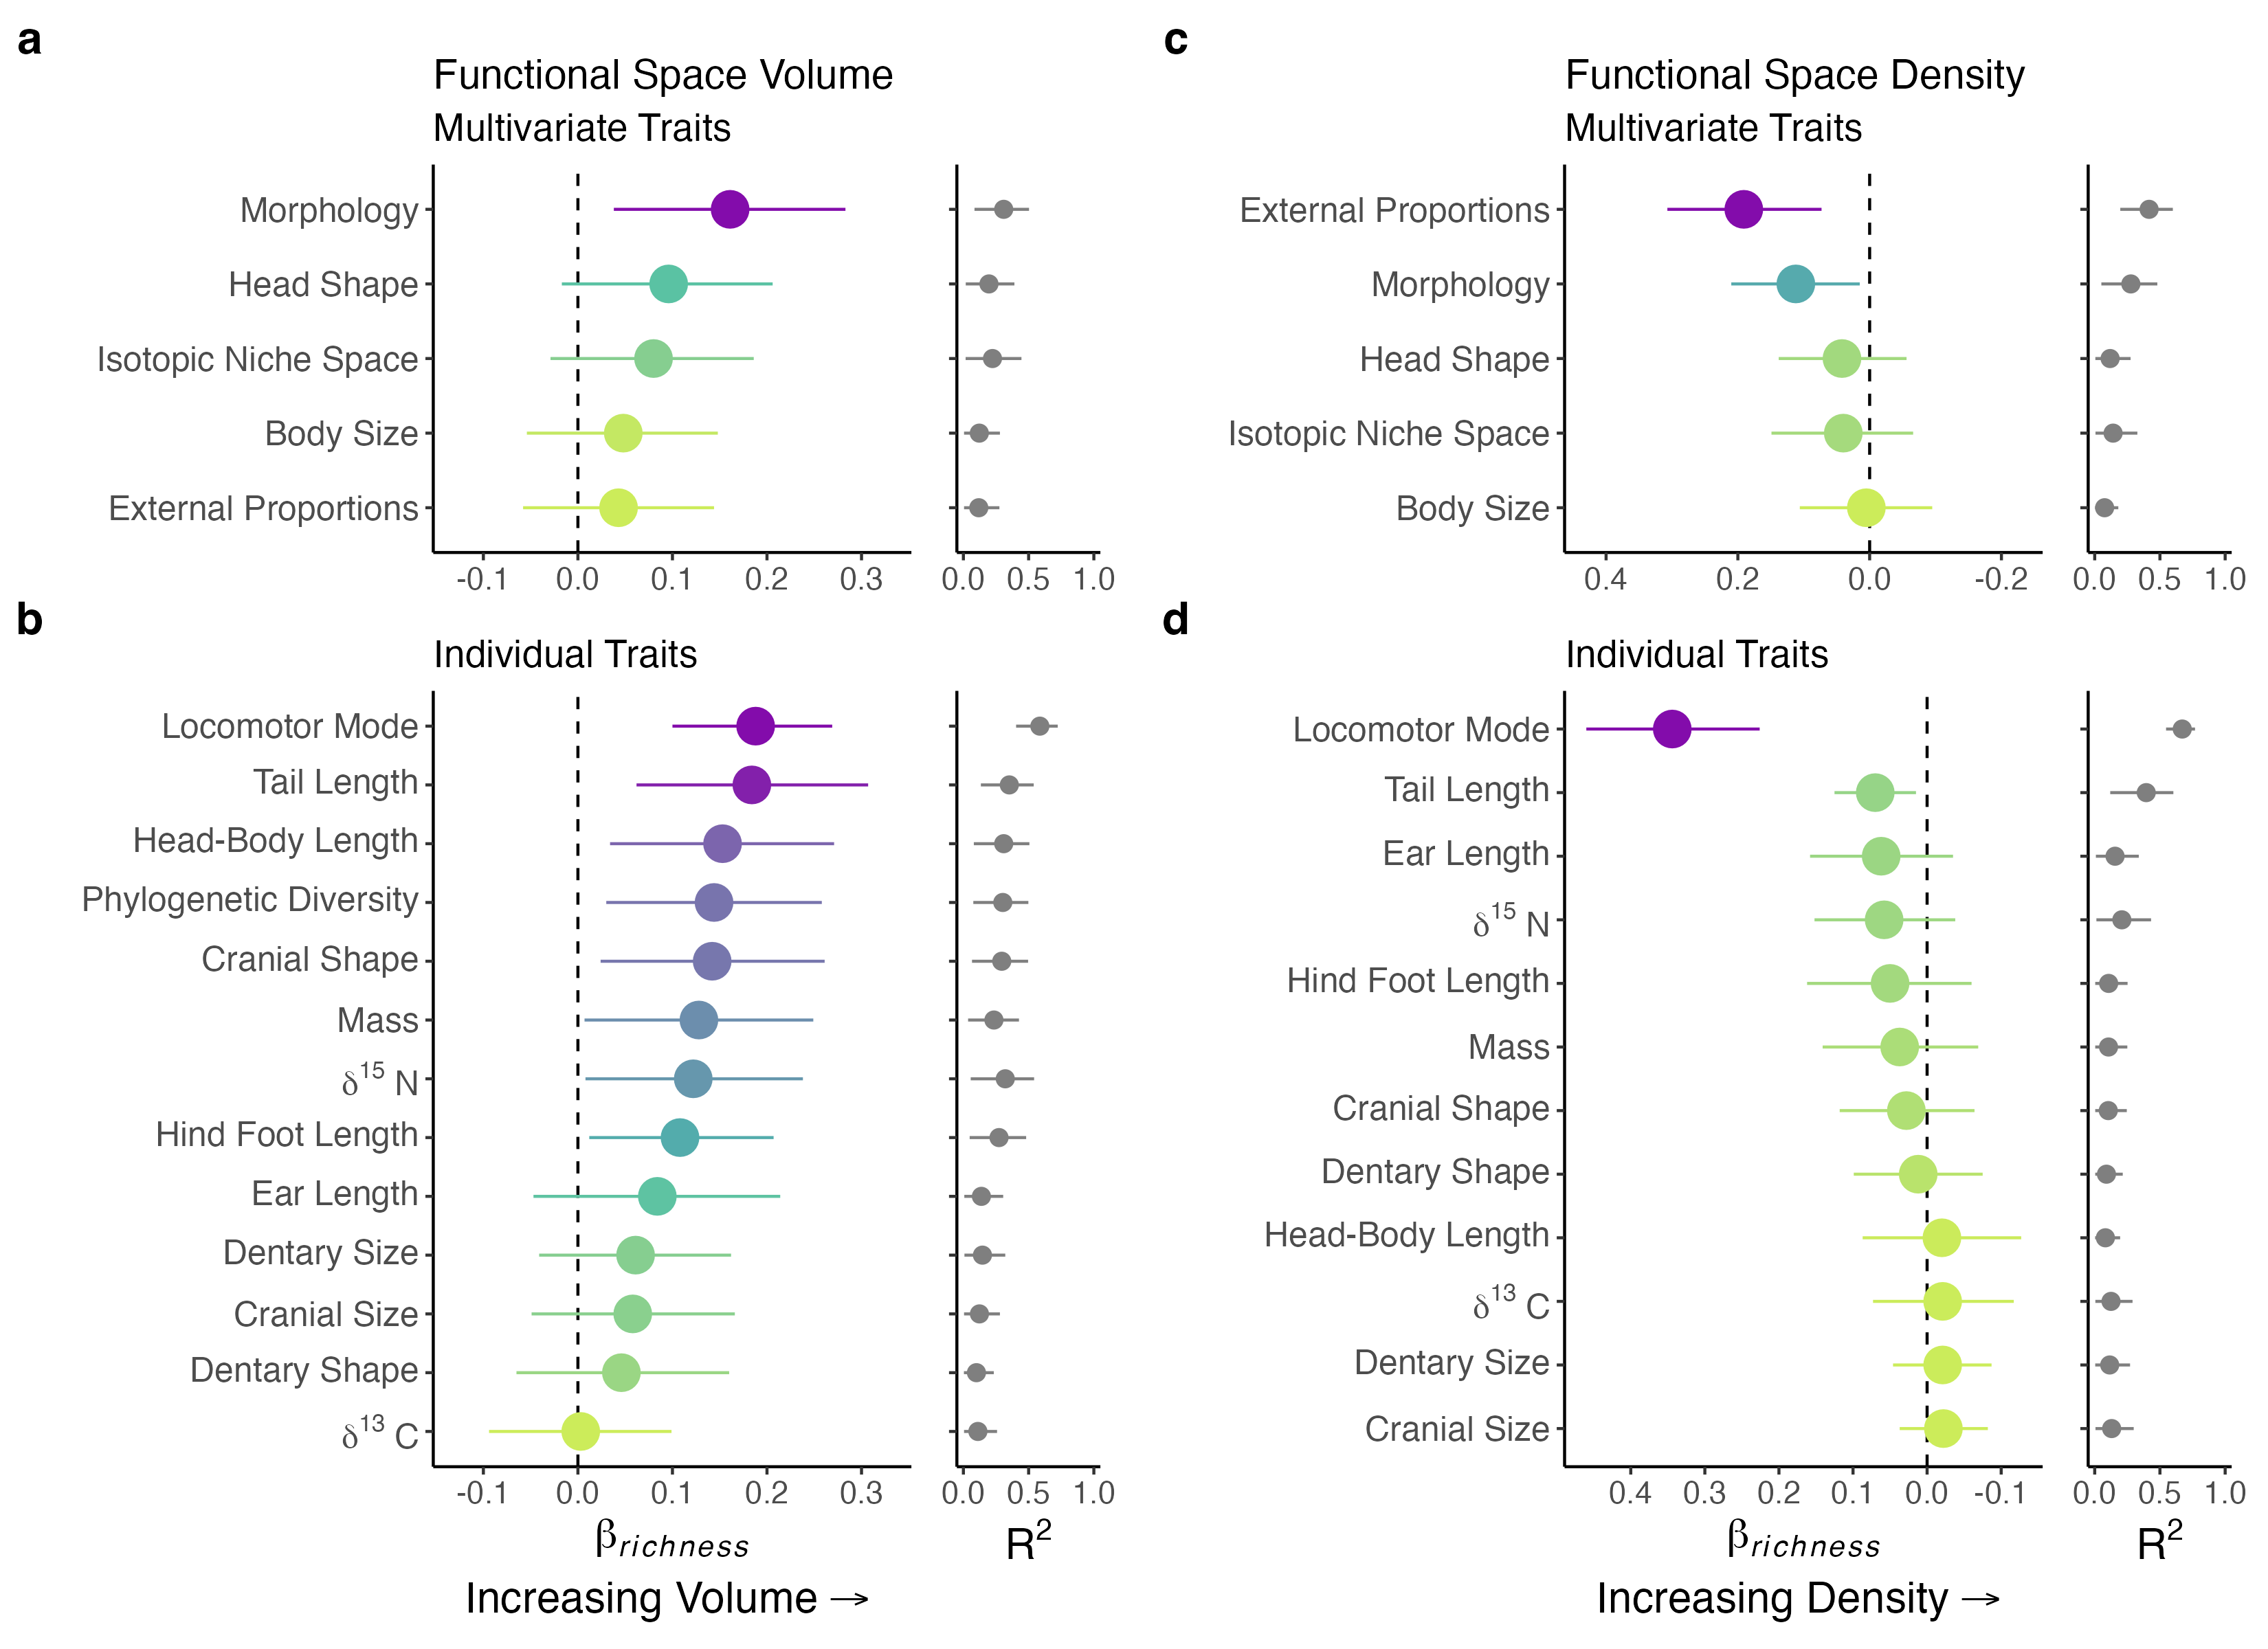 a
Functional Space Volume
Multivariate Traits
Morphology
Head Shape
Isotopic Niche Space
Body Size
External Proportions
-0.1 0.0 0.1 0.2 0.3
0.0 0.5 1.0
b
Individual Traits
Locomotor Mode
Tail Length
Head-Body Length
Phylogenetic Diversity
Cranial Shape
Mass
δ¹⁵ N
Hind Foot Length
Ear Length
Dentary Size
Cranial Size
Dentary Shape
δ¹³ C
-0.1 0.0 0.1 0.2 0.3
0.0 0.5 1.0
βrichness
R²
Increasing Volume →
c
Functional Space Density
Multivariate Traits
External Proportions
Morphology
Head Shape
Isotopic Niche Space
Body Size
0.4 0.2 0.0 -0.2
0.0 0.5 1.0
d
Individual Traits
Locomotor Mode
Tail Length
Ear Length
δ¹⁵ N
Hind Foot Length
Mass
Cranial Shape
Dentary Shape
Head-Body Length
δ¹³ C
Dentary Size
Cranial Size
0.4 0.3 0.2 0.1 0.0 -0.1
0.0 0.5 1.0
βrichness
R²
Increasing Density →